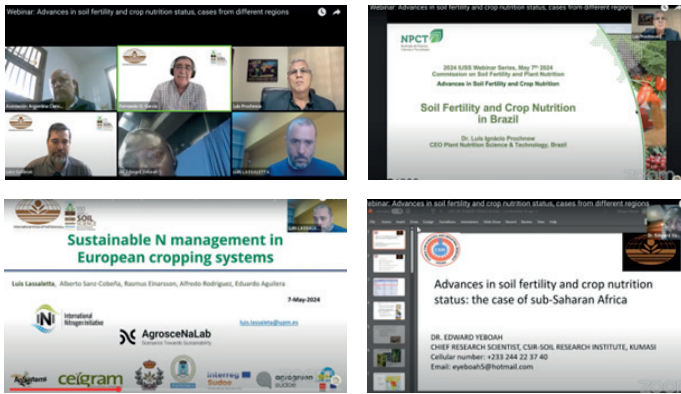 Webinar: Advances in soil fertility and crop nutrition status, cases from different regions
Fernando O. Garcia
Luis Prochnow
LUIS LASSALETTA
Webinar: Advances in soil fertility and crop nutrition status, cases from different regions
NPCT
2024 IUSS Webinar Series, May 7th 2024
Commission on Soil Fertility and Plant Nutrition
Advances in Soil Fertility and Crop Nutrition
Soil Fertility and Crop Nutrition
in Brazil
Dr. Luís Ignácio Prochnow
CEO Plant Nutrition Science & Technology, Brazil
SOIL
SCIENCE
Sustainable N management in
European cropping systems
Luis Lassaletta, Alberto Sanz-Cobeña, Rasmus Einarsson, Alfredo Rodríguez, Eduardo Aguilera
7-May-2024
International
Nitrogen Initiative
luis.lassaletta@upm.es
AgrosceNaLab
Scenarios Towards Sustainability
ceigram
Interreg
Sudoe
Webinar: Advances in soil fertility and crop nutrition status, cases from different regions
Advances in soil fertility and crop nutrition
status: the case of sub-Saharan Africa
DR. EDWARD YEBOAH
CHIEF RESEARCH SCIENTIST, CSIR-SOIL RESEARCH INSTITUTE, KUMASI
Cellular number: +233 244 22 37 40
Email: eyeboah5@hotmail.com